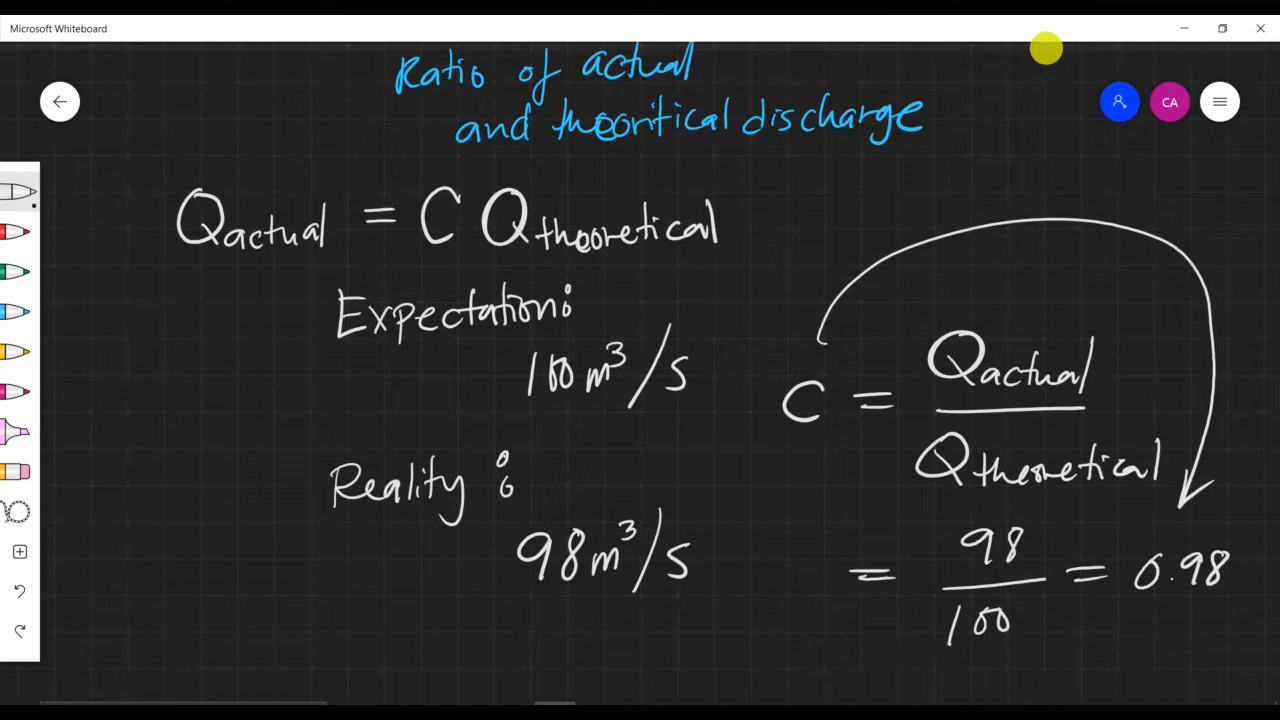 Microsoft Whiteboard
Ratio of actual
and theoritical discharge
CA
Qactual = C Qtheoretical
Expectation:
100 m³/s
Reality :
98 m³/s
C = Qactual / Qtheoretical
= 98 / 100 = 0.98